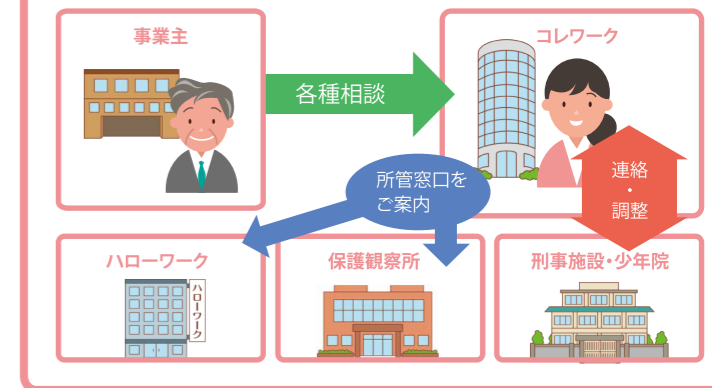 事業主
コレワーク
各種相談
所管窓口を
ご案内
連絡
・
調整
ハローワーク
保護観察所
刑事施設・少年院
ハローワーク